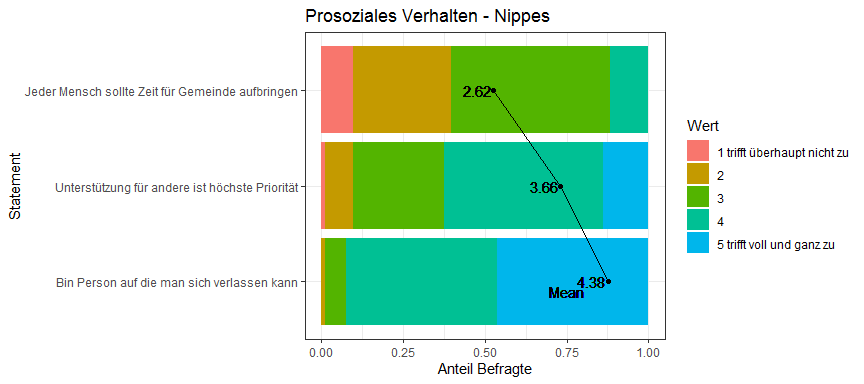 Prosoziales Verhalten - Nippes
Statement
Jeder Mensch sollte Zeit für Gemeinde aufbringen
Unterstützung für andere ist höchste Priorität
Bin Person auf die man sich verlassen kann
2.62
3.66
4.38
Mean
0.00 0.25 0.50 0.75 1.00
Anteil Befragte
Wert
1 trifft überhaupt nicht zu
2
3
4
5 trifft voll und ganz zu